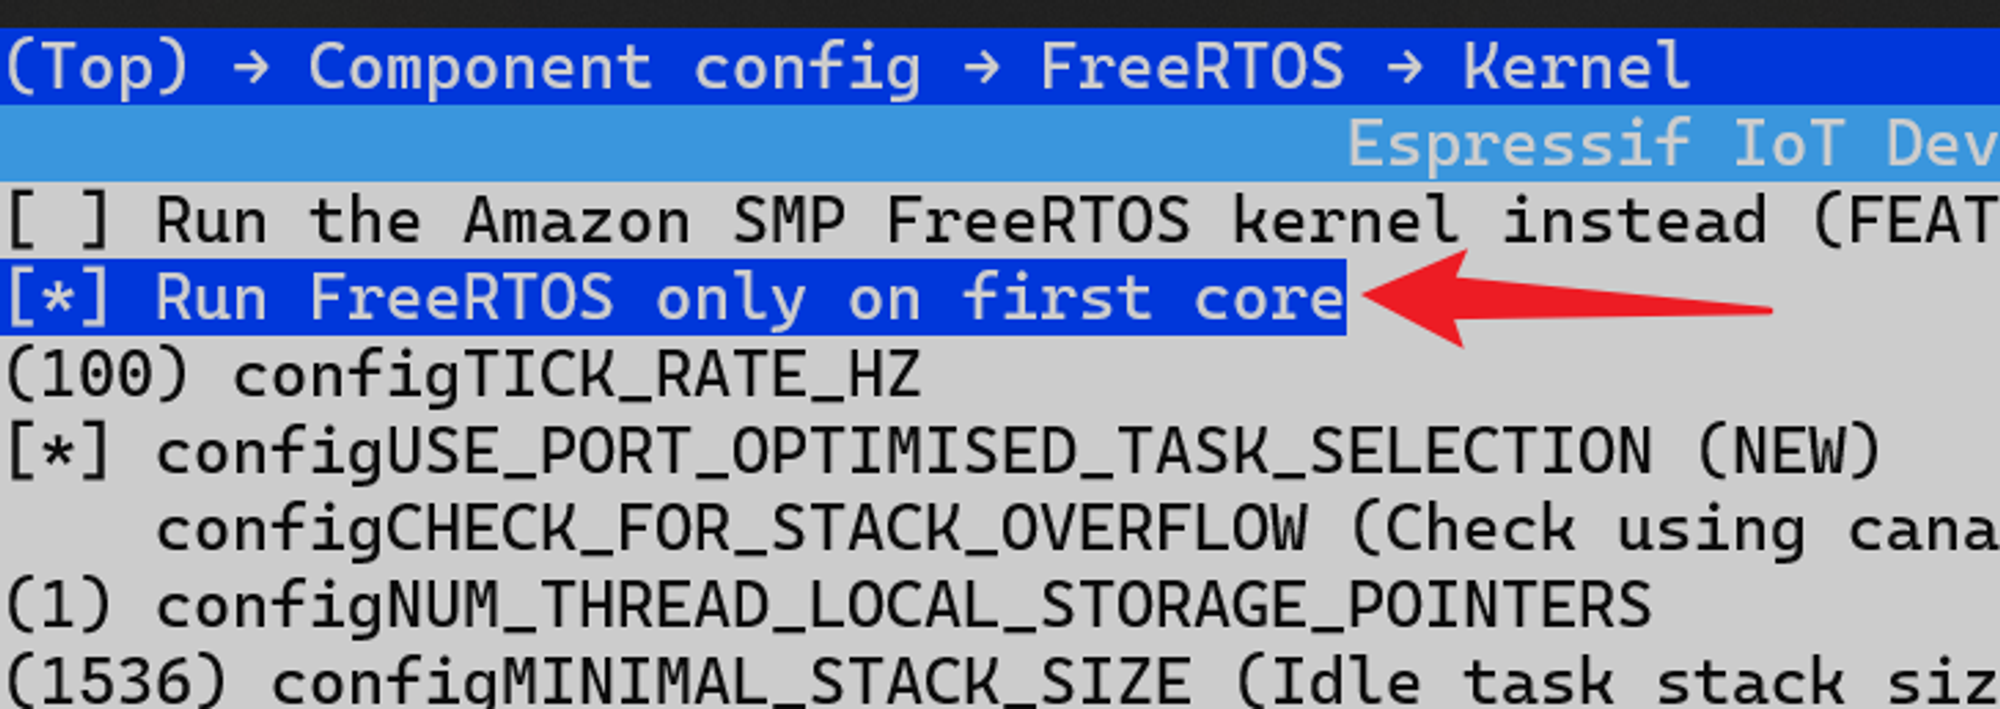 (Top) → Component config → FreeRTOS → Kernel
Espressif IoT Dev
[ ] Run the Amazon SMP FreeRTOS kernel instead (FEAT
[*] Run FreeRTOS only on first core
(100) configTICK_RATE_HZ
[*] configUSE_PORT_OPTIMISED_TASK_SELECTION (NEW)
configCHECK_FOR_STACK_OVERFLOW (Check using cana
(1) configNUM_THREAD_LOCAL_STORAGE_POINTERS
(1536) configMINIMAL_STACK_SIZE (Idle task stack siz